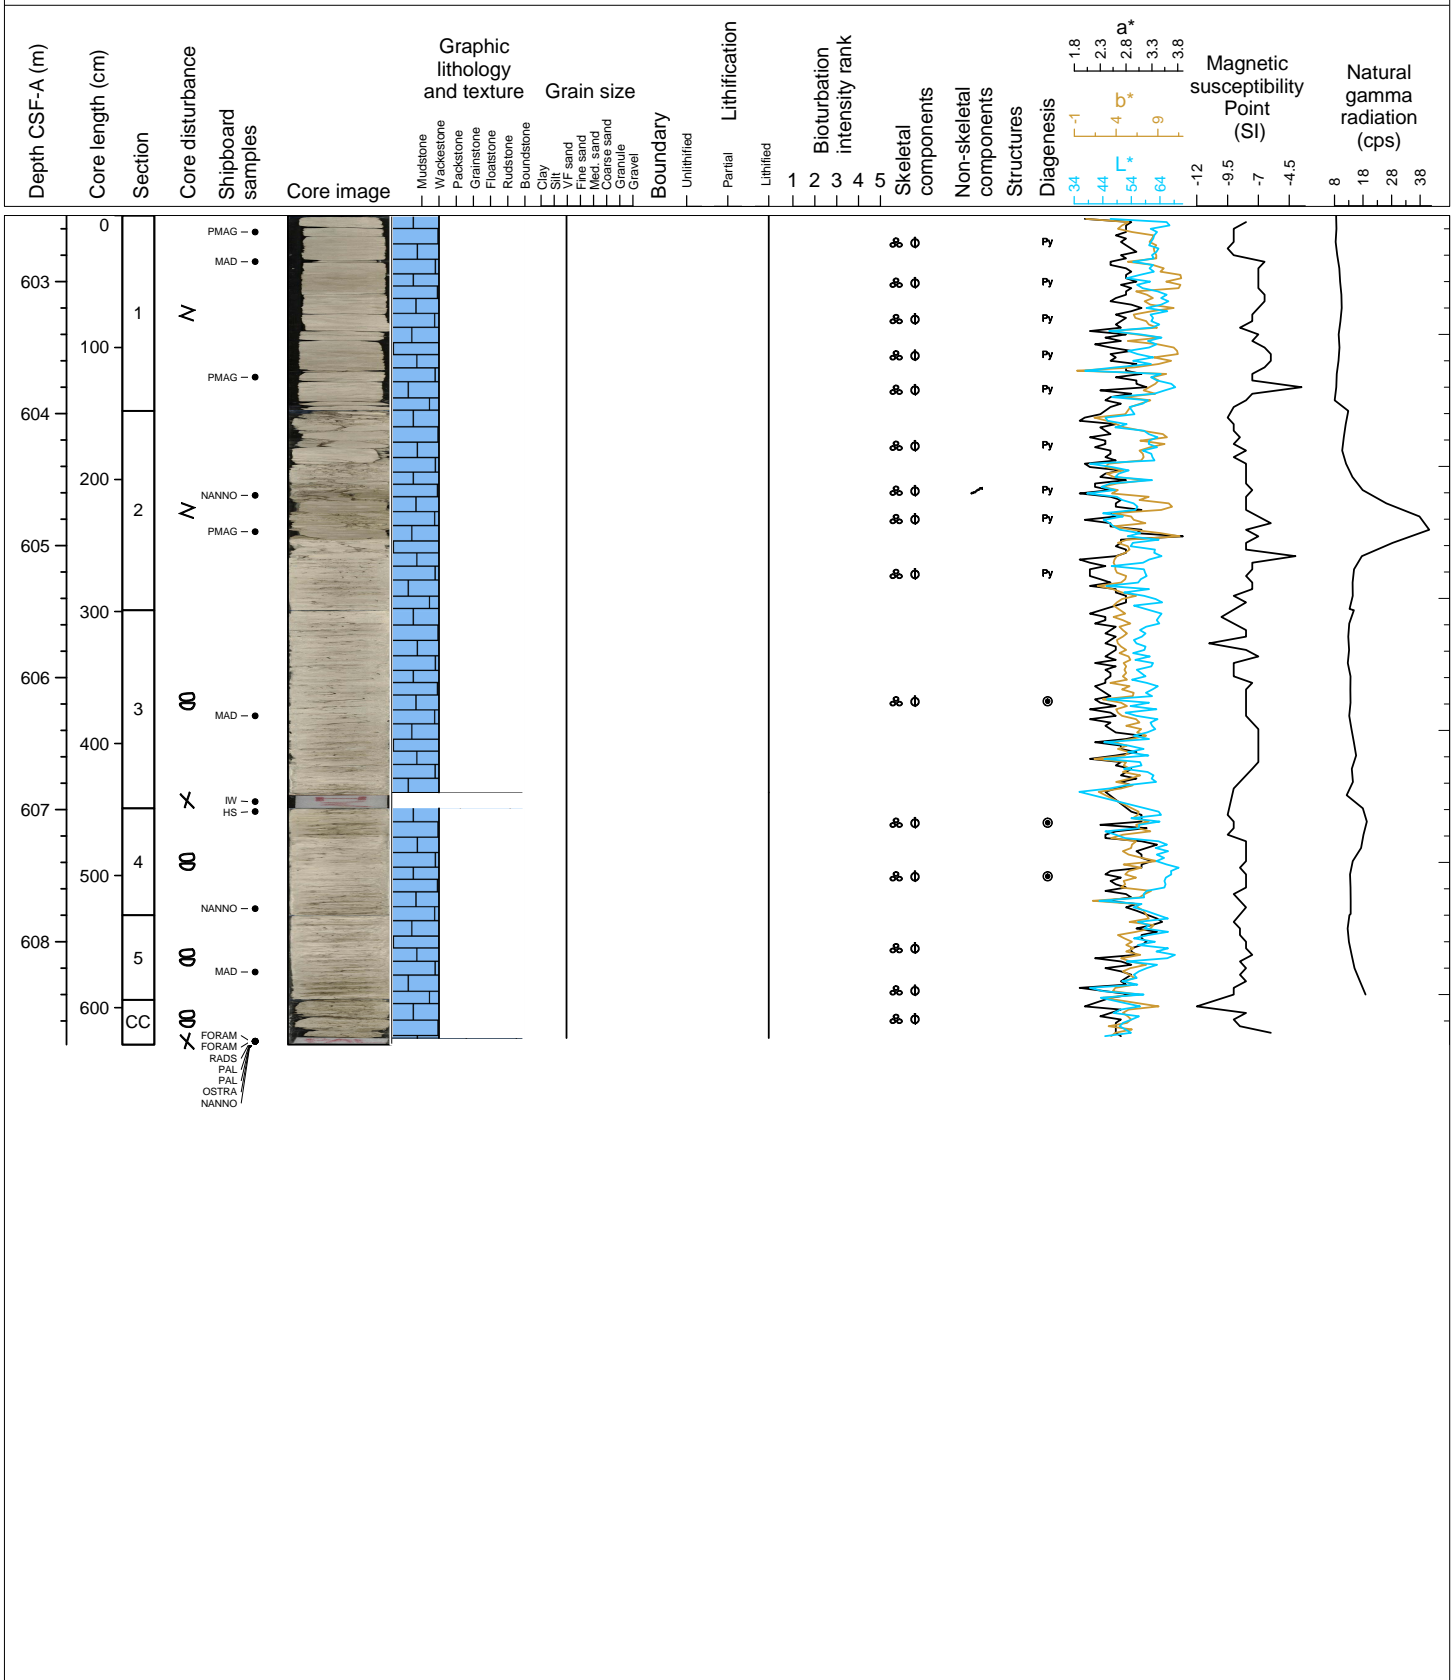 Depth CSF-A (m)
Core length (cm)
Section
Core disturbance
Shipboard
samples
Core image
Graphic
lithology
and texture
Mudstone
Wackestone
Packstone
Grainstone
Floatstone
Rudstone
Boundstone
Grain size
Clay
Silt
VF sand
Fine sand
Med. sand
Coarse sand
Granule
Gravel
Boundary
Lithification
Unlithified
Partial
Lithified
Bioturbation
intensity rank
1 2 3 4 5
Skeletal
components
Non-skeletal
components
Structures
Diagenesis
a*
1.8 2.3 2.8 3.3 3.8
b*
-1 4 9
L*
34 44 54 64
Magnetic
susceptibility
Point
(SI)
-12 -9.5 -7 -4.5
Natural
gamma
radiation
(cps)
8 18 28 38
0
PMAG
Py
MAD
603
Py
1
Py
100
Py
PMAG
Py
604
Py
200
NANNO
Py
2
Py
PMAG
605
Py
300
606
3
MAD
400
IW
607
HS
4
500
NANNO
608
5
MAD
600
CC
FORAM
FORAM
RADS
PAL
PAL
OSTRA
NANNO